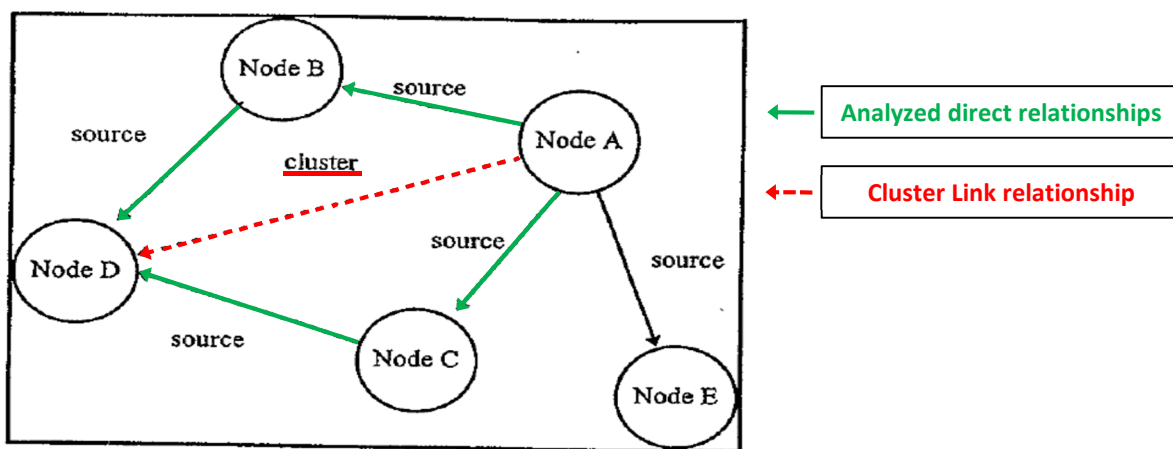 Node B
source
Node A
source
cluster
Node D
source
source
source
Node C
Node E
Analyzed direct relationships
Cluster Link relationship